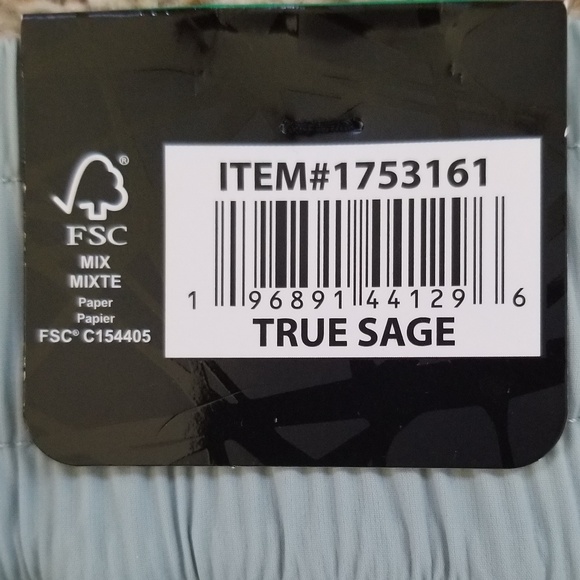 ITEM#1753161
1 96891 44129 6
TRUE SAGE
®
FSC
MIX
MIXTE
Paper
Papier
FSC® C154405